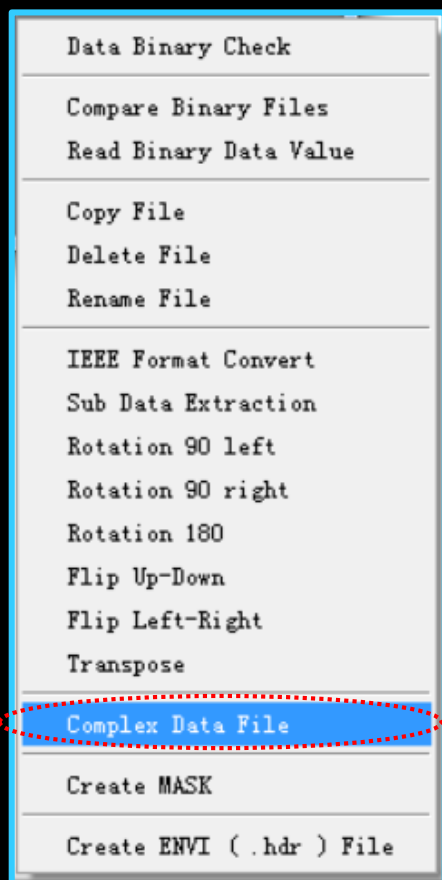 Data Binary Check
Compare Binary Files
Read Binary Data Value
Copy File
Delete File
Rename File
IEEE Format Convert
Sub Data Extraction
Rotation 90 left
Rotation 90 right
Rotation 180
Flip Up-Down
Flip Left-Right
Transpose
Complex Data File
Create MASK
Create ENVI ( .hdr ) File